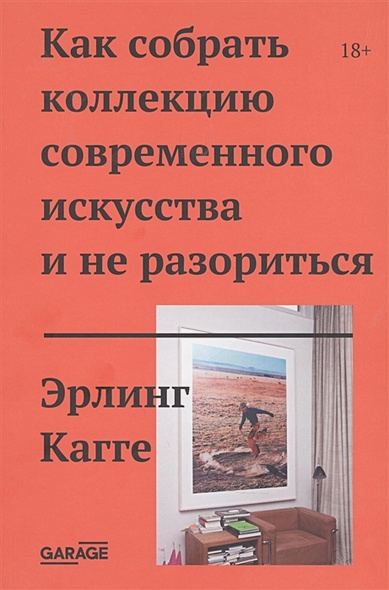 Как собрать
18+
коллекцию
современного
искусства
и не разориться
Эрлинг
Кагге
GARAGE